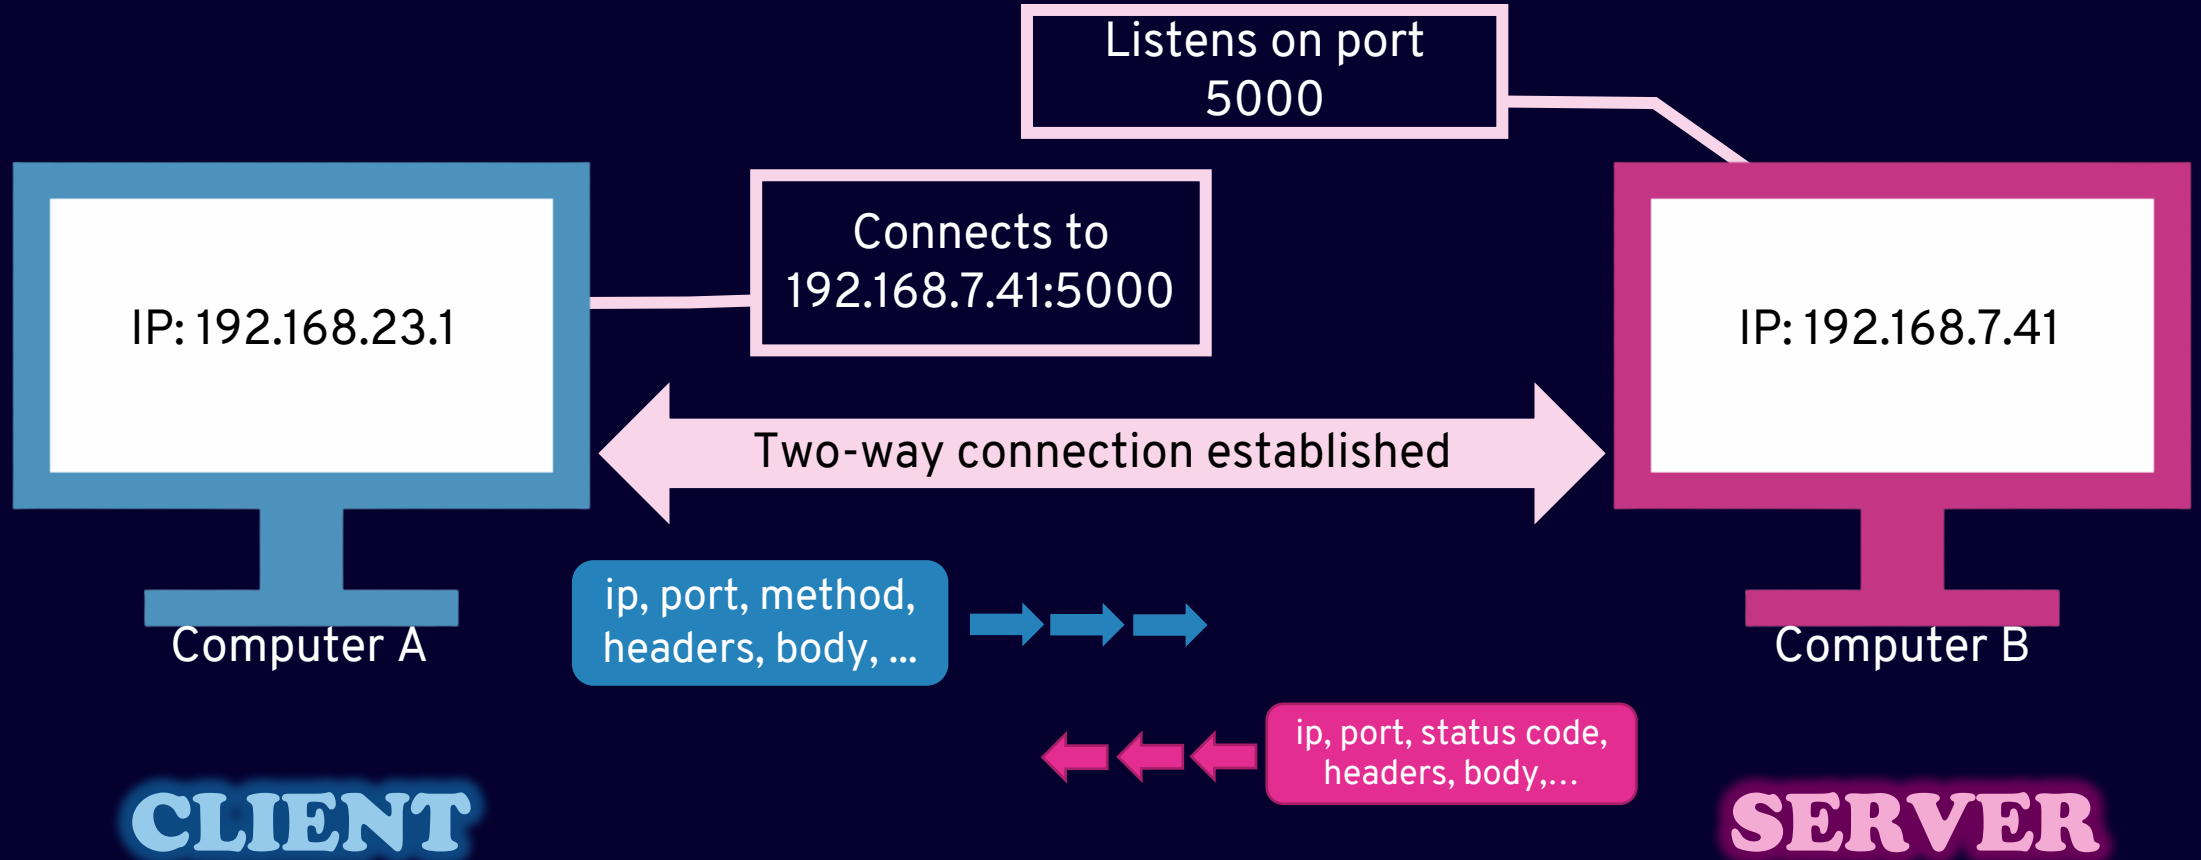 Listens on port
5000
Connects to
192.168.7.41:5000
IP: 192.168.23.1
IP: 192.168.7.41
Two-way connection established
ip, port, method,
headers, body, ...
Computer A
Computer B
ip, port, status code,
headers, body,...
CLIENT
SERVER